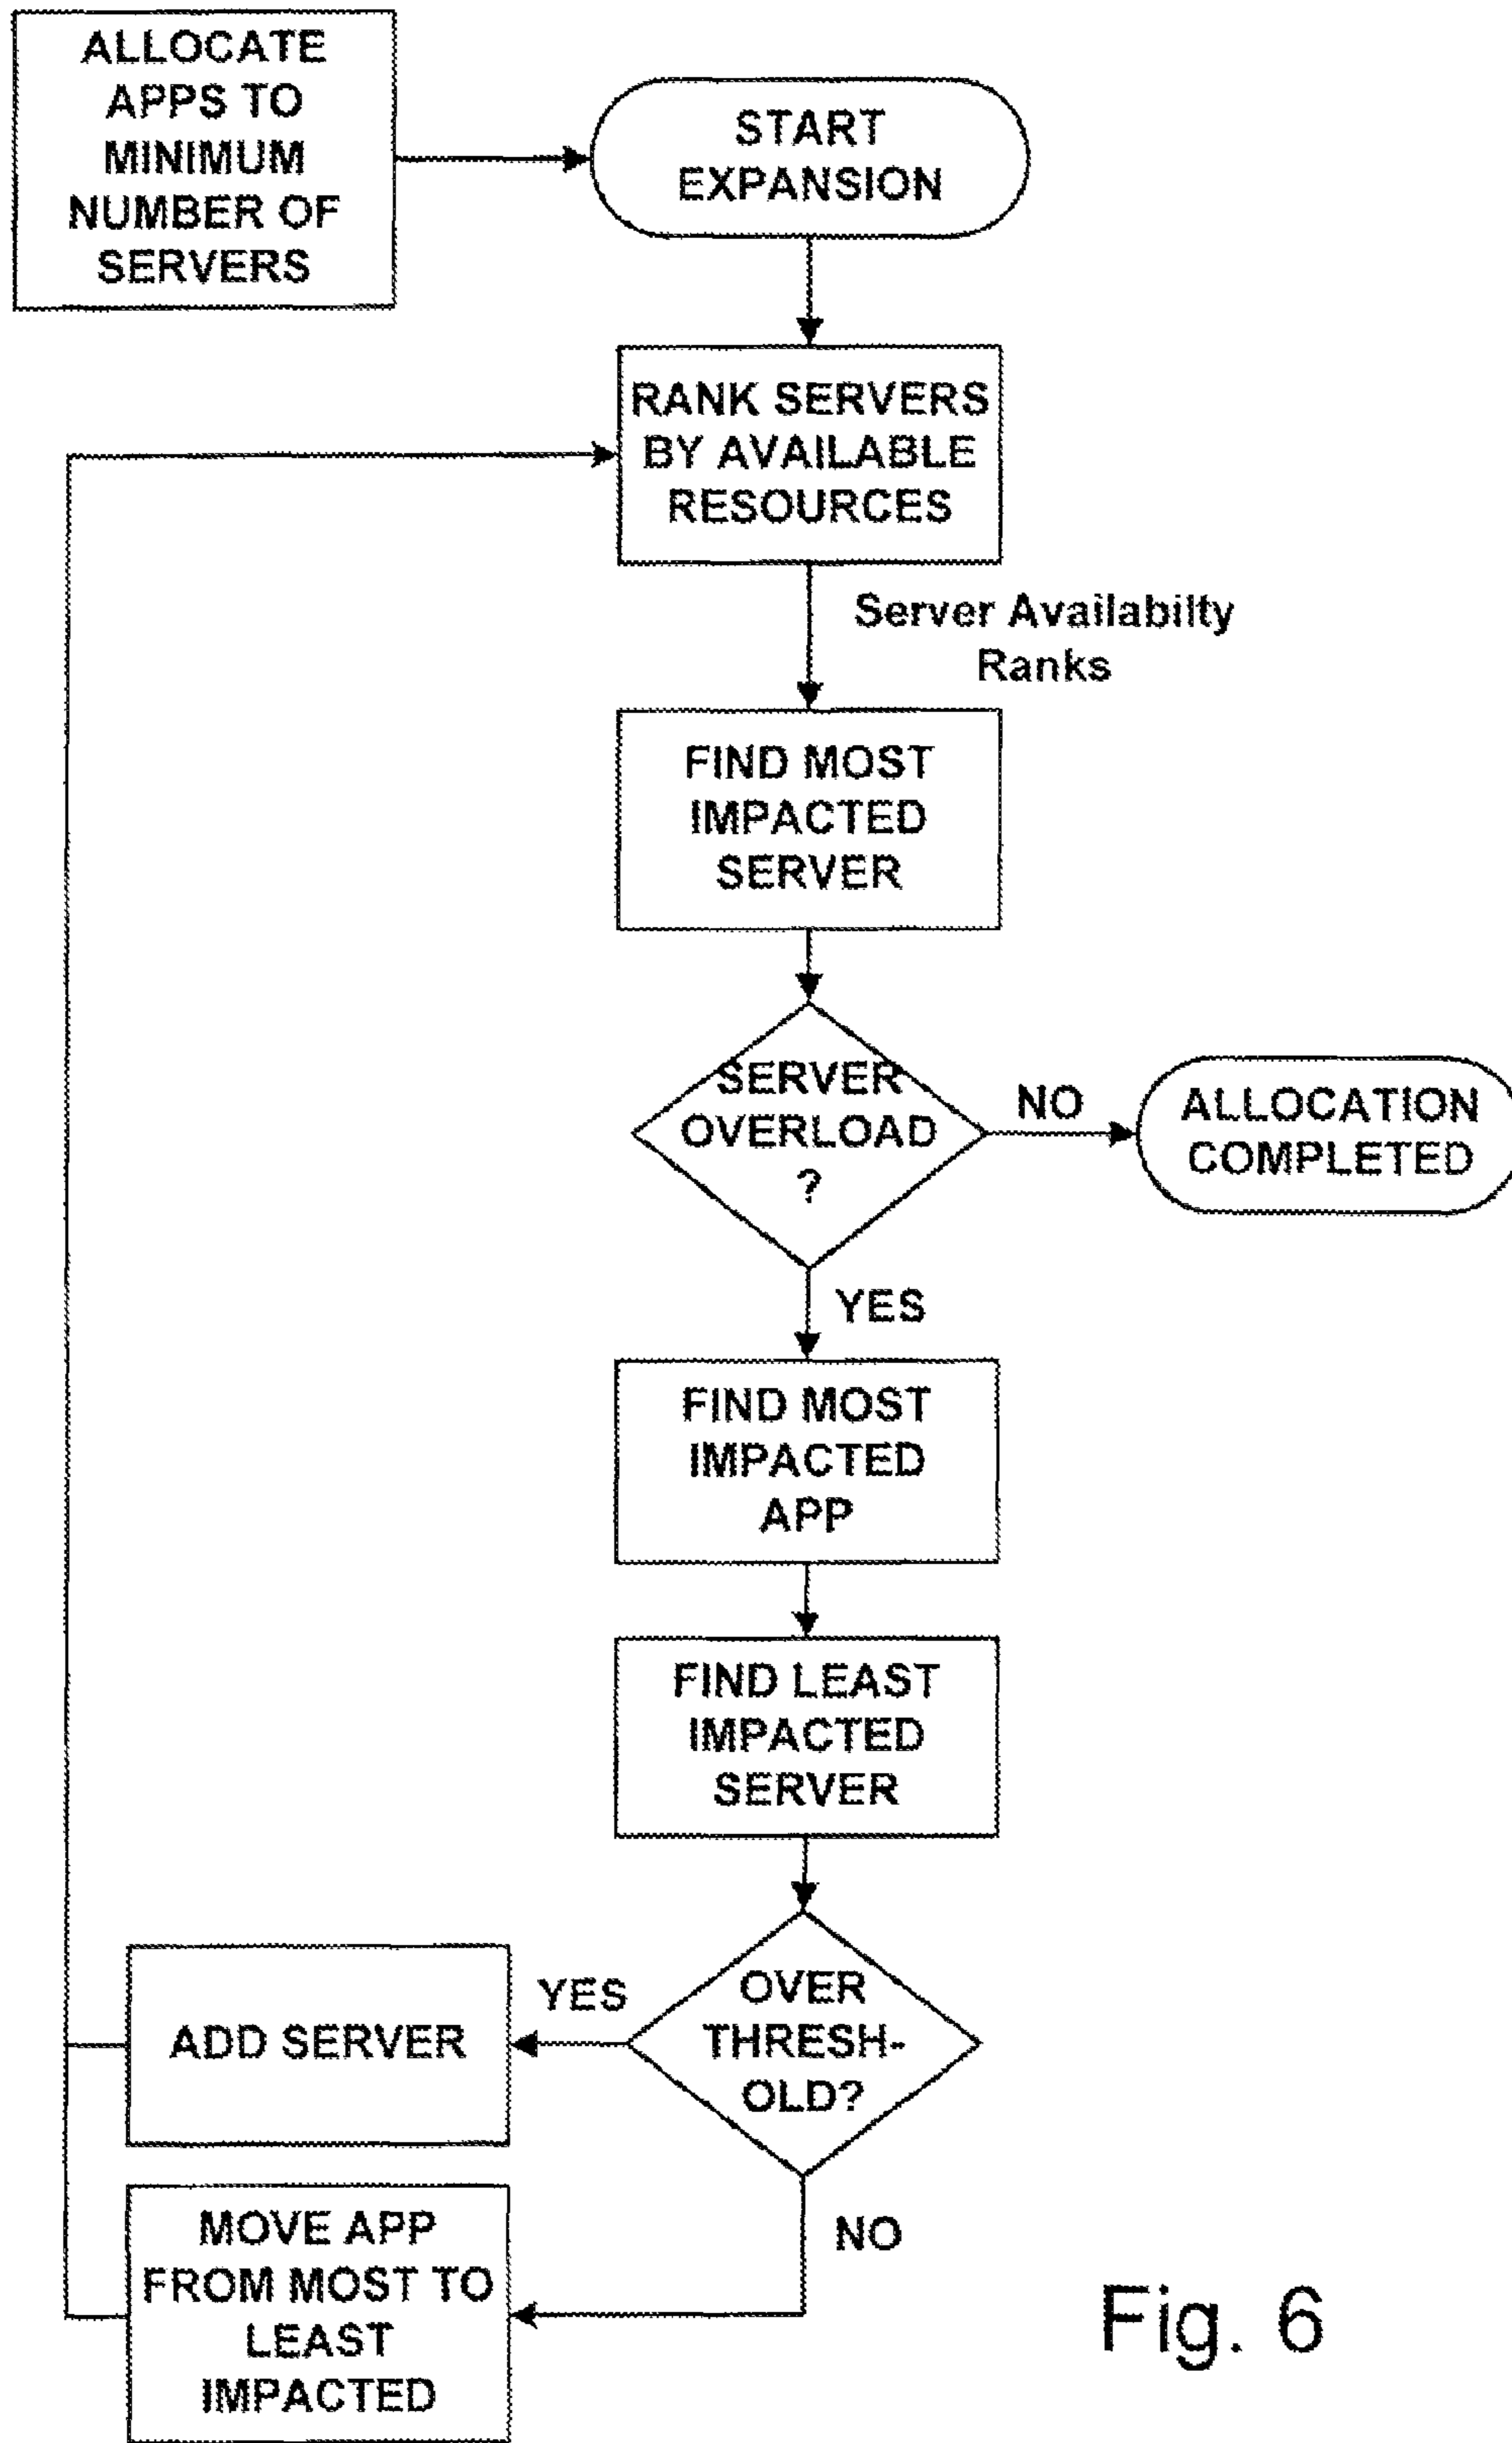 ALLOCATE
APPS TO
MINIMUM
NUMBER OF
SERVERS
START
EXPANSION
RANK SERVERS
BY AVAILABLE
RESOURCES
Server Availabilty
Ranks
FIND MOST
IMPACTED
SERVER
SERVER
OVERLOAD
?
NO
ALLOCATION
COMPLETED
YES
FIND MOST
IMPACTED
APP
FIND LEAST
IMPACTED
SERVER
OVER
THRESH-
OLD?
YES
ADD SERVER
NO
MOVE APP
FROM MOST TO
LEAST
IMPACTED
Fig. 6